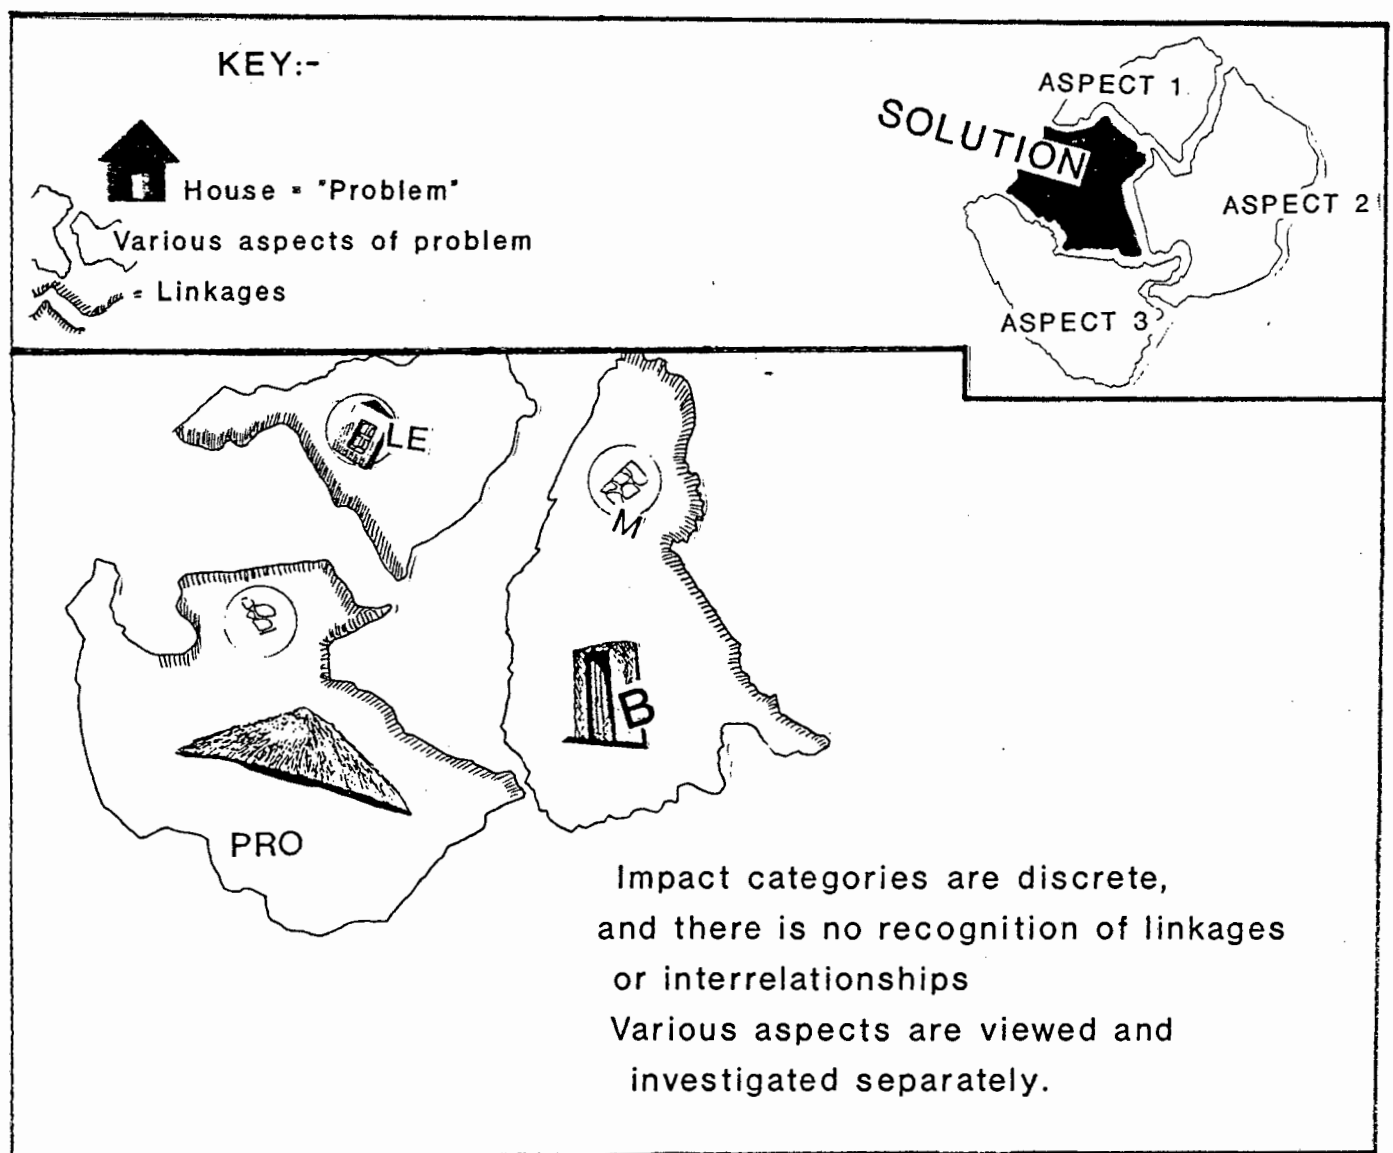 KEY:-
House = "Problem"
Various aspects of problem
= Linkages
ASPECT 1
SOLUTION
ASPECT 2
ASPECT 3
LE
M
B
PRO
Impact categories are discrete,
and there is no recognition of linkages
or interrelationships
Various aspects are viewed and
investigated separately.